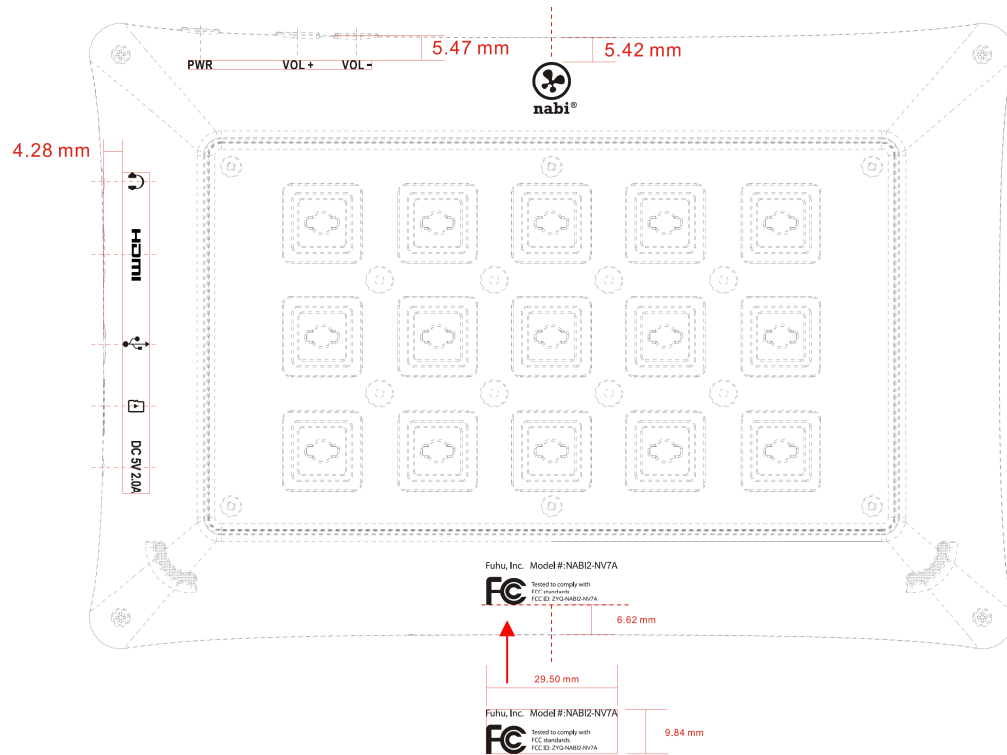 5.47 mm
5.42 mm
PWR
VOL +
VOL -
nabi®
4.28 mm
HDMI
DC 5V 2.0A
Fuhu, Inc. Model #:NABI2-NV7A
FC
Tested to comply with
FCC standards.
FCC ID: ZYQ-NABI2-NV7A
6.62 mm
29.50 mm
Fuhu, Inc. Model #:NABI2-NV7A
FC
Tested to comply with
FCC standards.
FCC ID: ZYQ-NABI2-NV7A
9.84 mm